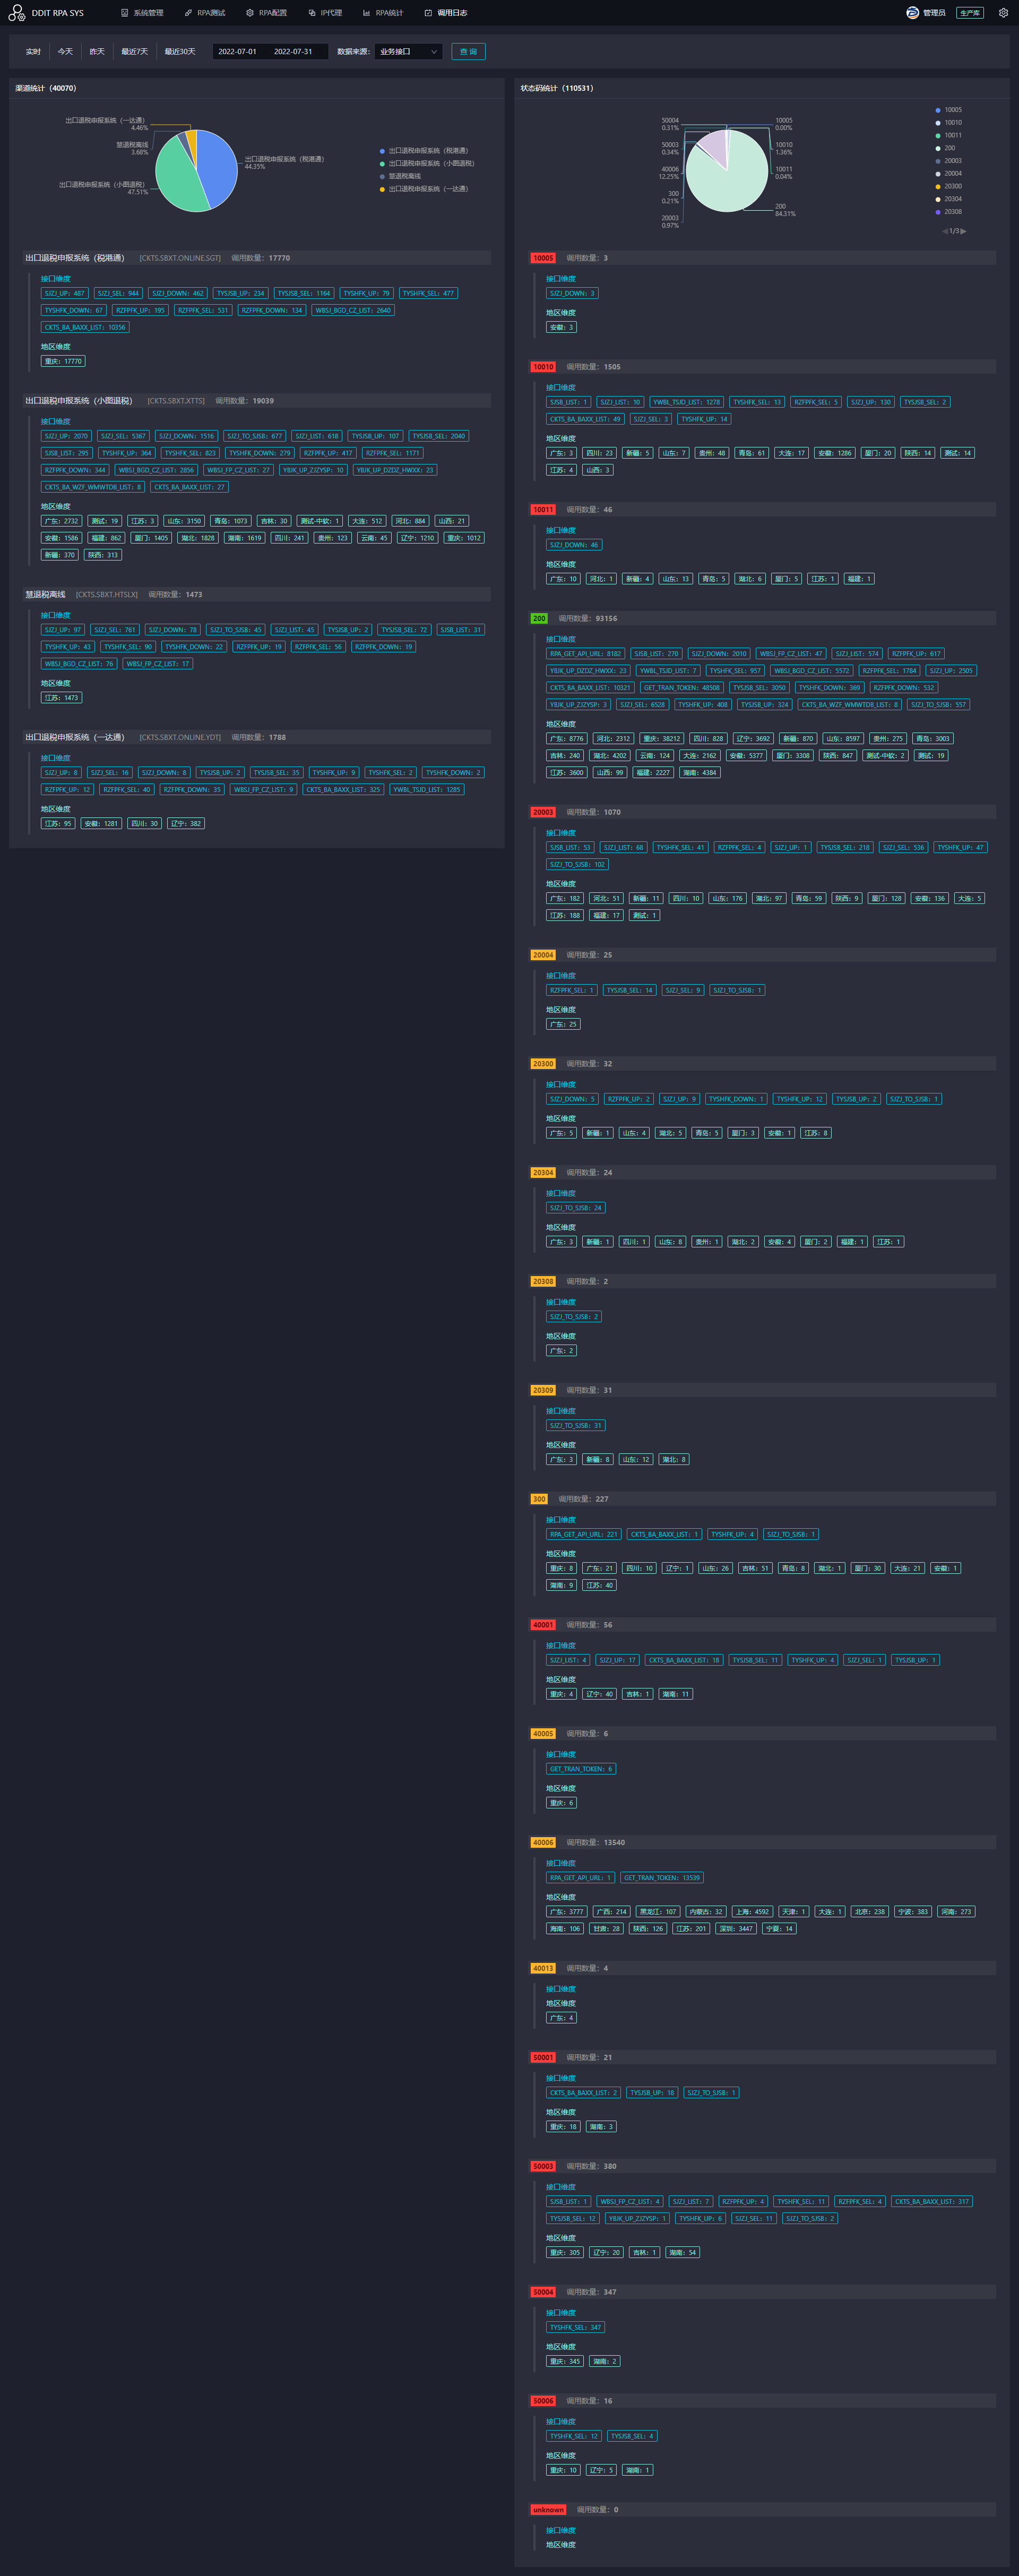 DDIT RPA SYS 系统管理 RPA测试 RPA配置 IP代理 RPA统计 调用日志 管理员 生产库
实时 今天 昨天 最近7天 最近30天 2022-07-01 2022-07-31 数据来源: 业务接口 查 询
渠道统计（40070）
出口退税申报系统（一达通）
4.46%
慧退税离线
3.68%
出口退税申报系统（税港通）
44.35%
出口退税申报系统（小图退税）
47.51%
出口退税申报系统（税港通）
出口退税申报系统（小图退税）
慧退税离线
出口退税申报系统（一达通）
出口退税申报系统（税港通） [CKTS.SBXT.ONLINE.SGT] 调用数量：17770
接口维度
SJZJ_UP: 487 SJZJ_SEL: 944 SJZJ_DOWN: 462 TYSJSB_UP: 234 TYSJSB_SEL: 1164 TYSHFK_UP: 79 TYSHFK_SEL: 477
TYSHFK_DOWN: 67 RZFPFK_UP: 195 RZFPFK_SEL: 531 RZFPFK_DOWN: 134 WBSJ_BGD_CZ_LIST: 2640
CKTS_BA_BAXX_LIST: 10356
地区维度
重庆: 17770
出口退税申报系统（小图退税） [CKTS.SBXT.XTTS] 调用数量：19039
接口维度
SJZJ_UP: 2070 SJZJ_SEL: 5367 SJZJ_DOWN: 1516 SJZJ_TO_SJSB: 677 SJZJ_LIST: 618 TYSJSB_UP: 107 TYSJSB_SEL: 2040
SJSB_LIST: 295 TYSHFK_UP: 364 TYSHFK_SEL: 823 TYSHFK_DOWN: 279 RZFPFK_UP: 417 RZFPFK_SEL: 1171
RZFPFK_DOWN: 344 WBSJ_BGD_CZ_LIST: 2856 WBSJ_FP_CZ_LIST: 27 YBJK_UP_ZJZYSP: 10 YBJK_UP_DZDZ_HWXX: 23
CKTS_BA_WZF_WMWTDB_LIST: 8 CKTS_BA_BAXX_LIST: 27
地区维度
广东: 2732 测试: 19 江苏: 3 山东: 3150 青岛: 1073 吉林: 30 测试-中软: 1 大连: 512 河北: 884 山西: 21
安徽: 1586 福建: 862 厦门: 1405 湖北: 1828 湖南: 1619 四川: 241 贵州: 123 云南: 45 辽宁: 1210 重庆: 1012
新疆: 370 陕西: 313
慧退税离线 [CKTS.SBXT.HTSLX] 调用数量：1473
接口维度
SJZJ_UP: 97 SJZJ_SEL: 761 SJZJ_DOWN: 78 SJZJ_TO_SJSB: 45 SJZJ_LIST: 45 TYSJSB_UP: 2 TYSJSB_SEL: 72 SJSB_LIST: 31
TYSHFK_UP: 43 TYSHFK_SEL: 90 TYSHFK_DOWN: 22 RZFPFK_UP: 19 RZFPFK_SEL: 56 RZFPFK_DOWN: 19
WBSJ_BGD_CZ_LIST: 76 WBSJ_FP_CZ_LIST: 17
地区维度
江苏: 1473
出口退税申报系统（一达通） [CKTS.SBXT.ONLINE.YDT] 调用数量：1788
接口维度
SJZJ_UP: 8 SJZJ_SEL: 16 SJZJ_DOWN: 8 TYSJSB_UP: 2 TYSJSB_SEL: 35 TYSHFK_UP: 9 TYSHFK_SEL: 2 TYSHFK_DOWN: 2
RZFPFK_UP: 12 RZFPFK_SEL: 40 RZFPFK_DOWN: 35 WBSJ_FP_CZ_LIST: 9 CKTS_BA_BAXX_LIST: 325 YWBL_TSJD_LIST: 1285
地区维度
江苏: 95 安徽: 1281 四川: 30 辽宁: 382
状态码统计（110531）
50004
0.31%
50003
0.34%
40006
12.25%
300
0.21%
20003
0.97%
10005
0.00%
10010
1.36%
10011
0.04%
200
84.31%
10005
10010
10011
200
20003
20004
20300
20304
20308
1/3
10005 调用数量：3
接口维度
SJZJ_DOWN: 3
地区维度
安徽: 3
10010 调用数量：1505
接口维度
SJSB_LIST: 1 SJZJ_LIST: 10 YWBL_TSJD_LIST: 1278 TYSHFK_SEL: 13 RZFPFK_SEL: 5 SJZJ_UP: 130 TYSJSB_SEL: 2
CKTS_BA_BAXX_LIST: 49 SJZJ_SEL: 3 TYSHFK_UP: 14
地区维度
广东: 3 四川: 23 新疆: 5 山东: 7 贵州: 48 青岛: 61 大连: 17 安徽: 1286 厦门: 20 陕西: 14 测试: 14
江苏: 4 山西: 3
10011 调用数量：46
接口维度
SJZJ_DOWN: 46
地区维度
广东: 10 河北: 1 新疆: 4 山东: 13 青岛: 5 湖北: 6 厦门: 5 江苏: 1 福建: 1
200 调用数量：93156
接口维度
RPA_GET_API_URL: 8182 SJSB_LIST: 270 SJZJ_DOWN: 2010 WBSJ_FP_CZ_LIST: 47 SJZJ_LIST: 574 RZFPFK_UP: 617
YBJK_UP_DZDZ_HWXX: 23 YWBL_TSJD_LIST: 7 TYSHFK_SEL: 957 WBSJ_BGD_CZ_LIST: 5572 RZFPFK_SEL: 1784 SJZJ_UP: 2505
CKTS_BA_BAXX_LIST: 10321 GET_TRAN_TOKEN: 48508 TYSJSB_SEL: 3050 TYSHFK_DOWN: 369 RZFPFK_DOWN: 532
YBJK_UP_ZJZYSP: 3 SJZJ_SEL: 6528 TYSHFK_UP: 408 TYSJSB_UP: 324 CKTS_BA_WZF_WMWTDB_LIST: 8 SJZJ_TO_SJSB: 557
地区维度
广东: 8776 河北: 2312 重庆: 38212 四川: 828 辽宁: 3692 新疆: 870 山东: 8597 贵州: 275 青岛: 3003
吉林: 240 湖北: 4202 云南: 124 大连: 2162 安徽: 5377 厦门: 3308 陕西: 847 测试-中软: 2 测试: 19
江苏: 3600 山西: 99 福建: 2227 湖南: 4384
20003 调用数量：1070
接口维度
SJSB_LIST: 53 SJZJ_LIST: 68 TYSHFK_SEL: 41 RZFPFK_SEL: 4 SJZJ_UP: 1 TYSJSB_SEL: 218 SJZJ_SEL: 536 TYSHFK_UP: 47
SJZJ_TO_SJSB: 102
地区维度
广东: 182 河北: 51 新疆: 11 四川: 10 山东: 176 湖北: 97 青岛: 59 陕西: 9 厦门: 128 安徽: 136 大连: 5
江苏: 188 福建: 17 测试: 1
20004 调用数量：25
接口维度
RZFPFK_SEL: 1 TYSJSB_SEL: 14 SJZJ_SEL: 9 SJZJ_TO_SJSB: 1
地区维度
广东: 25
20300 调用数量：32
接口维度
SJZJ_DOWN: 5 RZFPFK_UP: 2 SJZJ_UP: 9 TYSHFK_DOWN: 1 TYSHFK_UP: 12 TYSJSB_UP: 2 SJZJ_TO_SJSB: 1
地区维度
广东: 5 新疆: 1 山东: 4 湖北: 5 青岛: 5 厦门: 3 安徽: 1 江苏: 8
20304 调用数量：24
接口维度
SJZJ_TO_SJSB: 24
地区维度
广东: 3 新疆: 1 四川: 1 山东: 8 贵州: 1 湖北: 2 安徽: 4 厦门: 2 福建: 1 江苏: 1
20308 调用数量：2
接口维度
SJZJ_TO_SJSB: 2
地区维度
广东: 2
20309 调用数量：31
接口维度
SJZJ_TO_SJSB: 31
地区维度
广东: 3 新疆: 8 山东: 12 湖北: 8
300 调用数量：227
接口维度
RPA_GET_API_URL: 221 CKTS_BA_BAXX_LIST: 1 TYSHFK_UP: 4 SJZJ_TO_SJSB: 1
地区维度
重庆: 8 广东: 21 四川: 10 辽宁: 1 山东: 26 吉林: 51 青岛: 8 湖北: 1 厦门: 30 大连: 21 安徽: 1
湖南: 9 江苏: 40
40001 调用数量：56
接口维度
SJZJ_LIST: 4 SJZJ_UP: 17 CKTS_BA_BAXX_LIST: 18 TYSJSB_SEL: 11 TYSHFK_UP: 4 SJZJ_SEL: 1 TYSJSB_UP: 1
地区维度
重庆: 4 辽宁: 40 吉林: 1 湖南: 11
40005 调用数量：6
接口维度
GET_TRAN_TOKEN: 6
地区维度
重庆: 6
40006 调用数量：13540
接口维度
RPA_GET_API_URL: 1 GET_TRAN_TOKEN: 13539
地区维度
广东: 3777 广西: 214 黑龙江: 107 内蒙古: 32 上海: 4592 天津: 1 大连: 1 北京: 238 宁波: 383 河南: 273
海南: 106 甘肃: 28 陕西: 126 江苏: 201 深圳: 3447 宁夏: 14
40013 调用数量：4
接口维度
地区维度
广东: 4
50001 调用数量：21
接口维度
CKTS_BA_BAXX_LIST: 2 TYSJSB_UP: 18 SJZJ_TO_SJSB: 1
地区维度
重庆: 18 湖南: 3
50003 调用数量：380
接口维度
SJSB_LIST: 1 WBSJ_FP_CZ_LIST: 4 SJZJ_LIST: 7 RZFPFK_UP: 4 TYSHFK_SEL: 11 RZFPFK_SEL: 4 CKTS_BA_BAXX_LIST: 317
TYSJSB_SEL: 12 YBJK_UP_ZJZYSP: 1 TYSHFK_UP: 6 SJZJ_SEL: 11 SJZJ_TO_SJSB: 2
地区维度
重庆: 305 辽宁: 20 吉林: 1 湖南: 54
50004 调用数量：347
接口维度
TYSHFK_SEL: 347
地区维度
重庆: 345 湖南: 2
50006 调用数量：16
接口维度
TYSHFK_SEL: 12 TYSJSB_SEL: 4
地区维度
重庆: 10 辽宁: 5 湖南: 1
unknown 调用数量：0
接口维度
地区维度